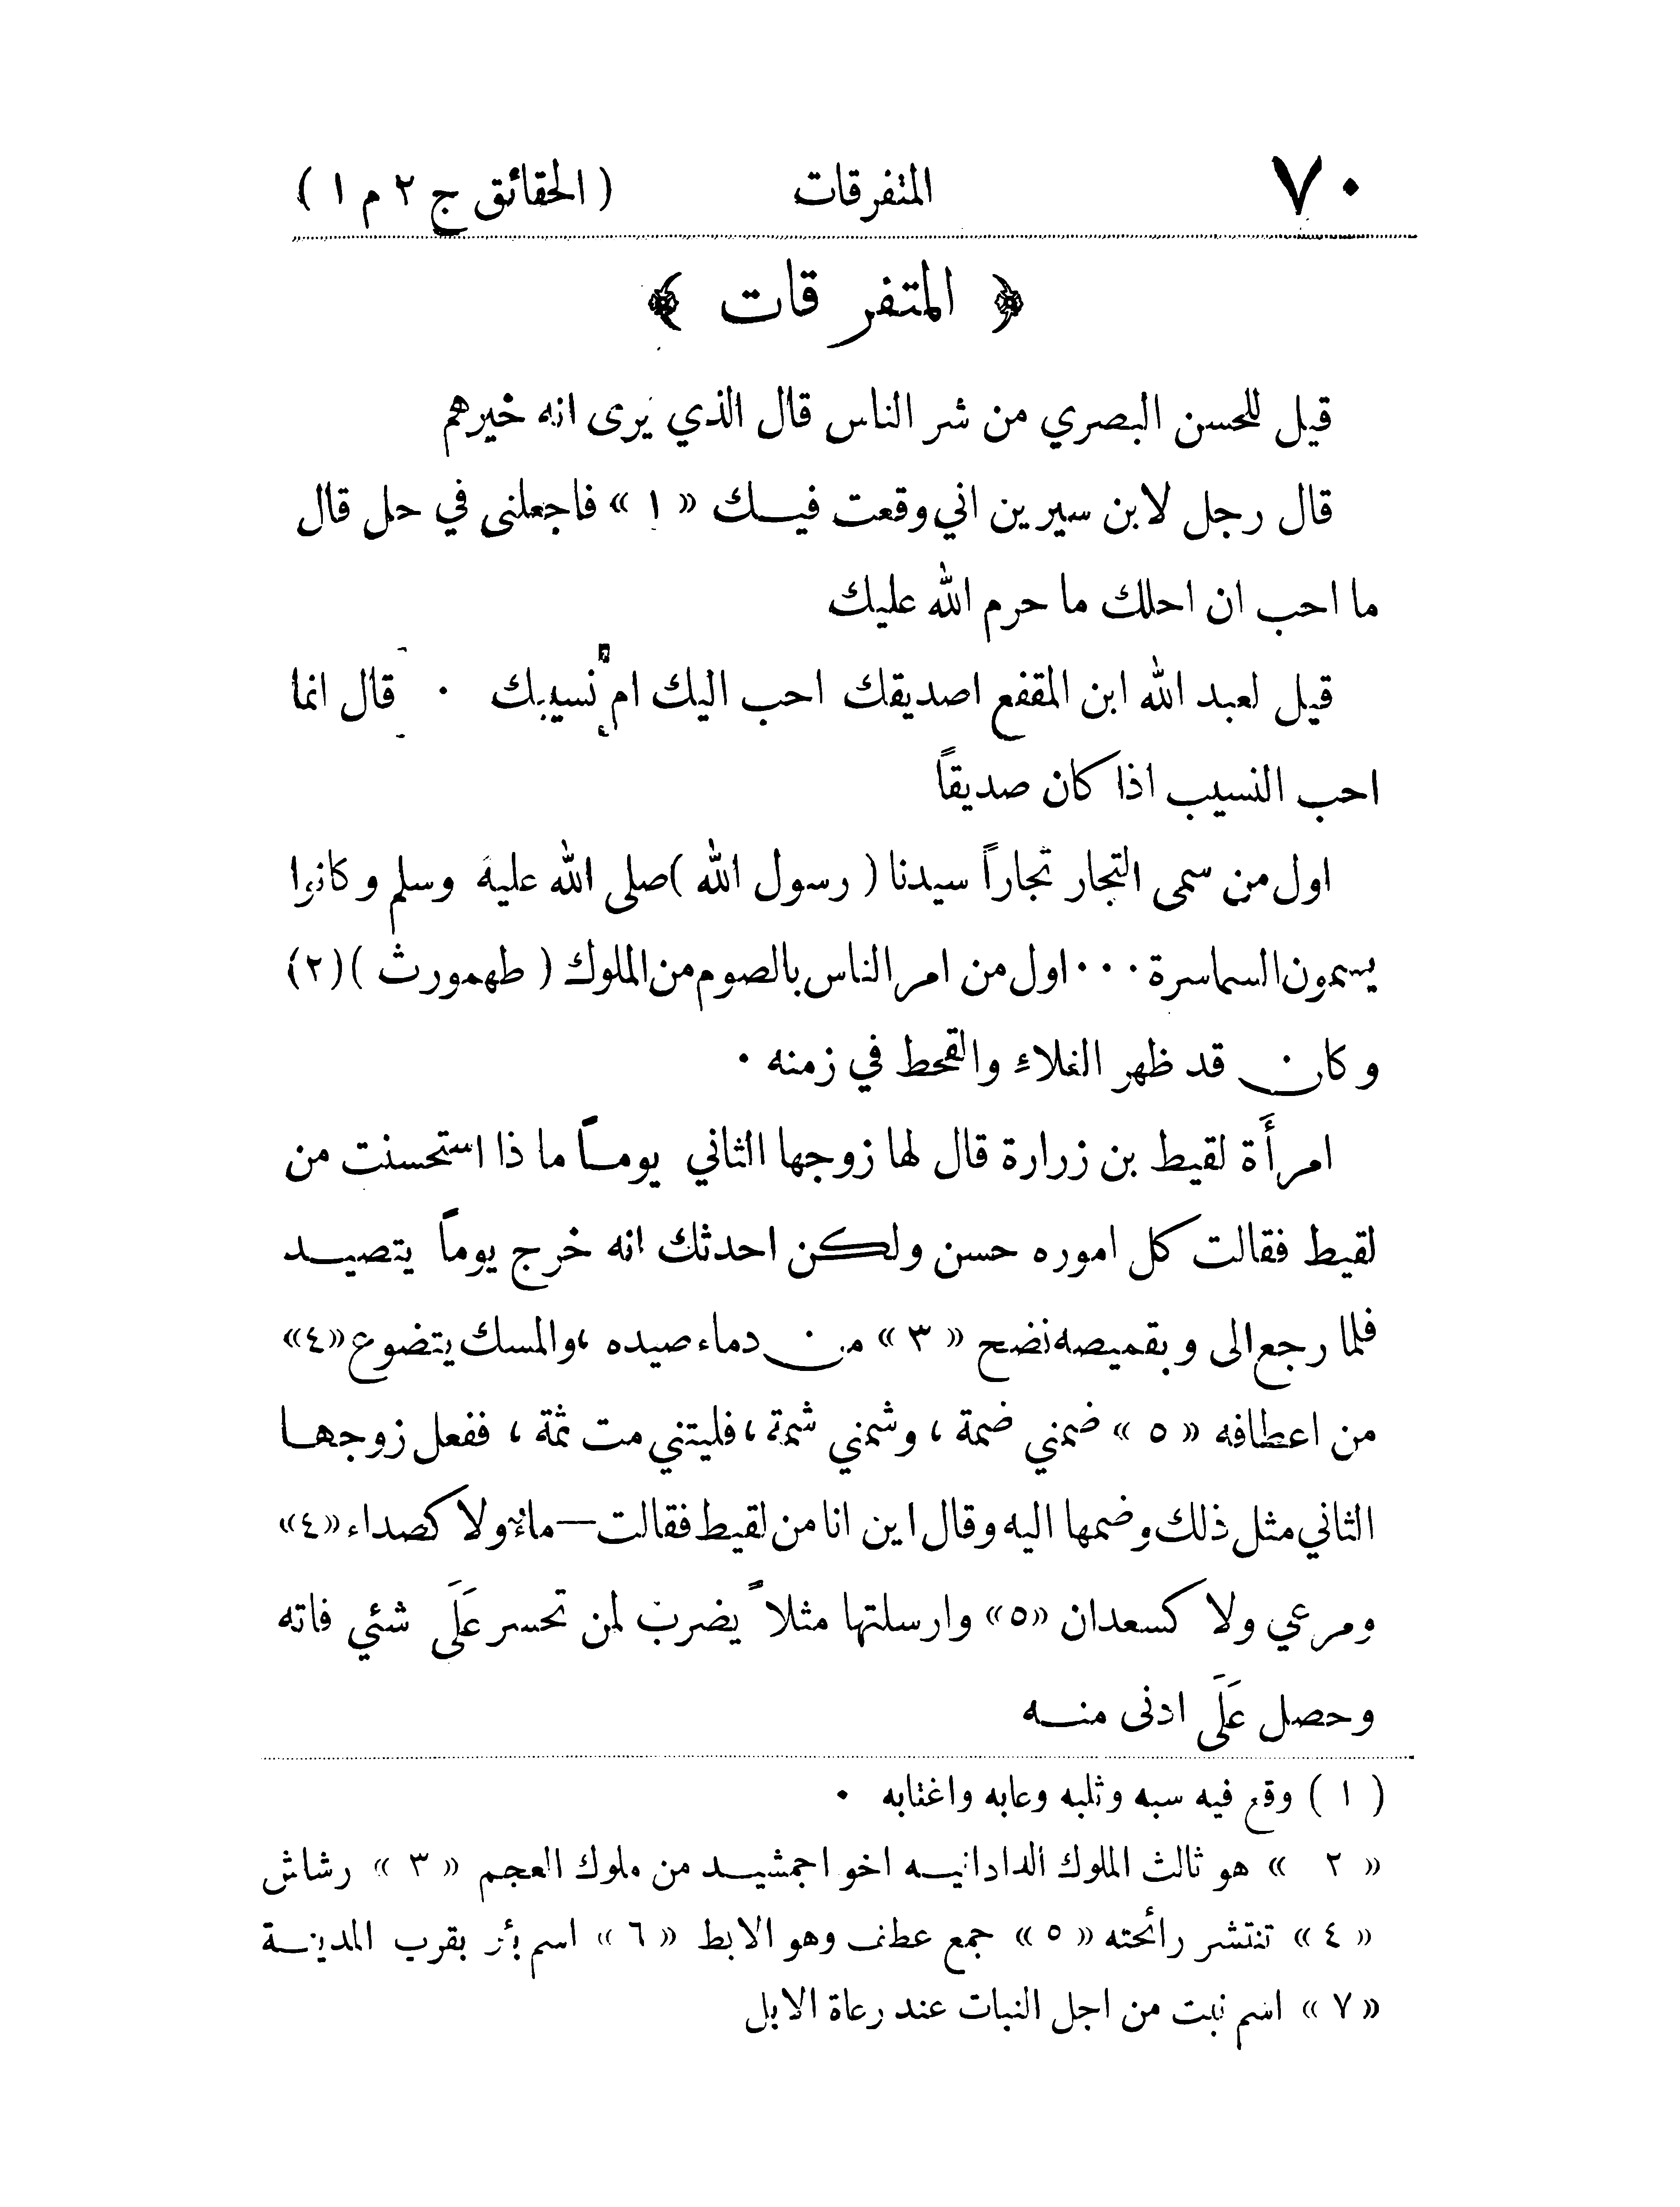 ٧٠ المتفرقات ( الحقائق ج ٢ م ١ )
﴿ المتفرقات ﴾
قيل للحسن البصري من شر الناس قال الذي يرى انه خيرهم
قال رجل لابن سيرين اني وقعت فيك « ١ » فاجعلنى في حل قال
ما احب ان احلك ما حرم الله عليك
قيل لعبد الله ابن المقفع اصديقك احب اليك ام نسيبك ٠ قال انما
احب النسيب اذا كان صديقاً
اول من سمى التجار تجاراً سيدنا ( رسول الله ) صلى الله عليه وسلم وكانوا
يسمون السماسرة ٠٠٠ اول من امر الناس بالصوم من الملوك ( طهمورث ) (٢)
وكان قد ظهر الغلاء والقحط في زمنه ٠
امرأَة لقيط بن زرارة قال لها زوجها الثاني يوماً ما ذا استحسنت من
لقيط فقالت كل اموره حسن ولكن احدثك انه خرج يوماً يتصيد
فلما رجع الى وبقميصه نضح « ٣ » من دماء صيده ، والمسك يتضوع «٤»
من اعطافه « ٥ » ضمني ضمة ، وشمني شمة ، فليتني مت ثمة ، ففعل زوجها
الثاني مثل ذلك وضمها اليه وقال اين انا من لقيط فقالت — ماءٌ ولا كصداء «٤»
ومرعي ولا كسعدان «٥» وارسلتها مثلاً يضرب لمن تحسر عَلَى شئي فاته
وحصل عَلَى ادنى منه
( ١ ) وقع فيه سبه وثلبه وعابه واغتابه ٠
« ٢ » هو ثالث الملوك الدادانيه اخو اجمشيد من ملوك العجم « ٣ » رشاش
« ٤ » تنتشر رائحته « ٥ » جمع عطف وهو الابط « ٦ » اسم بئر بقرب المدينة
« ٧ » اسم نبت من اجل النبات عند رعاة الابل